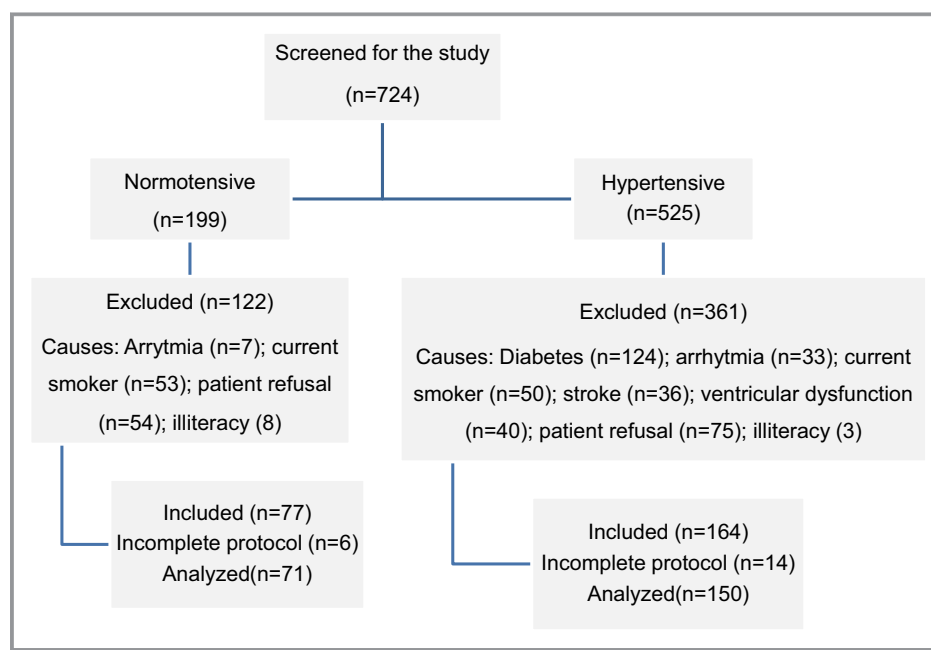 Screened for the study
(n=724)
Normotensive
(n=199)
Hypertensive
(n=525)
Excluded (n=122)
Causes: Arrytmia (n=7); current
smoker (n=53); patient refusal
(n=54); illiteracy (8)
Excluded (n=361)
Causes: Diabetes (n=124); arrhytmia (n=33); current
smoker (n=50); stroke (n=36); ventricular dysfunction
(n=40); patient refusal (n=75); illiteracy (3)
Included (n=77)
Incomplete protocol (n=6)
Analyzed(n=71)
Included (n=164)
Incomplete protocol (n=14)
Analyzed(n=150)